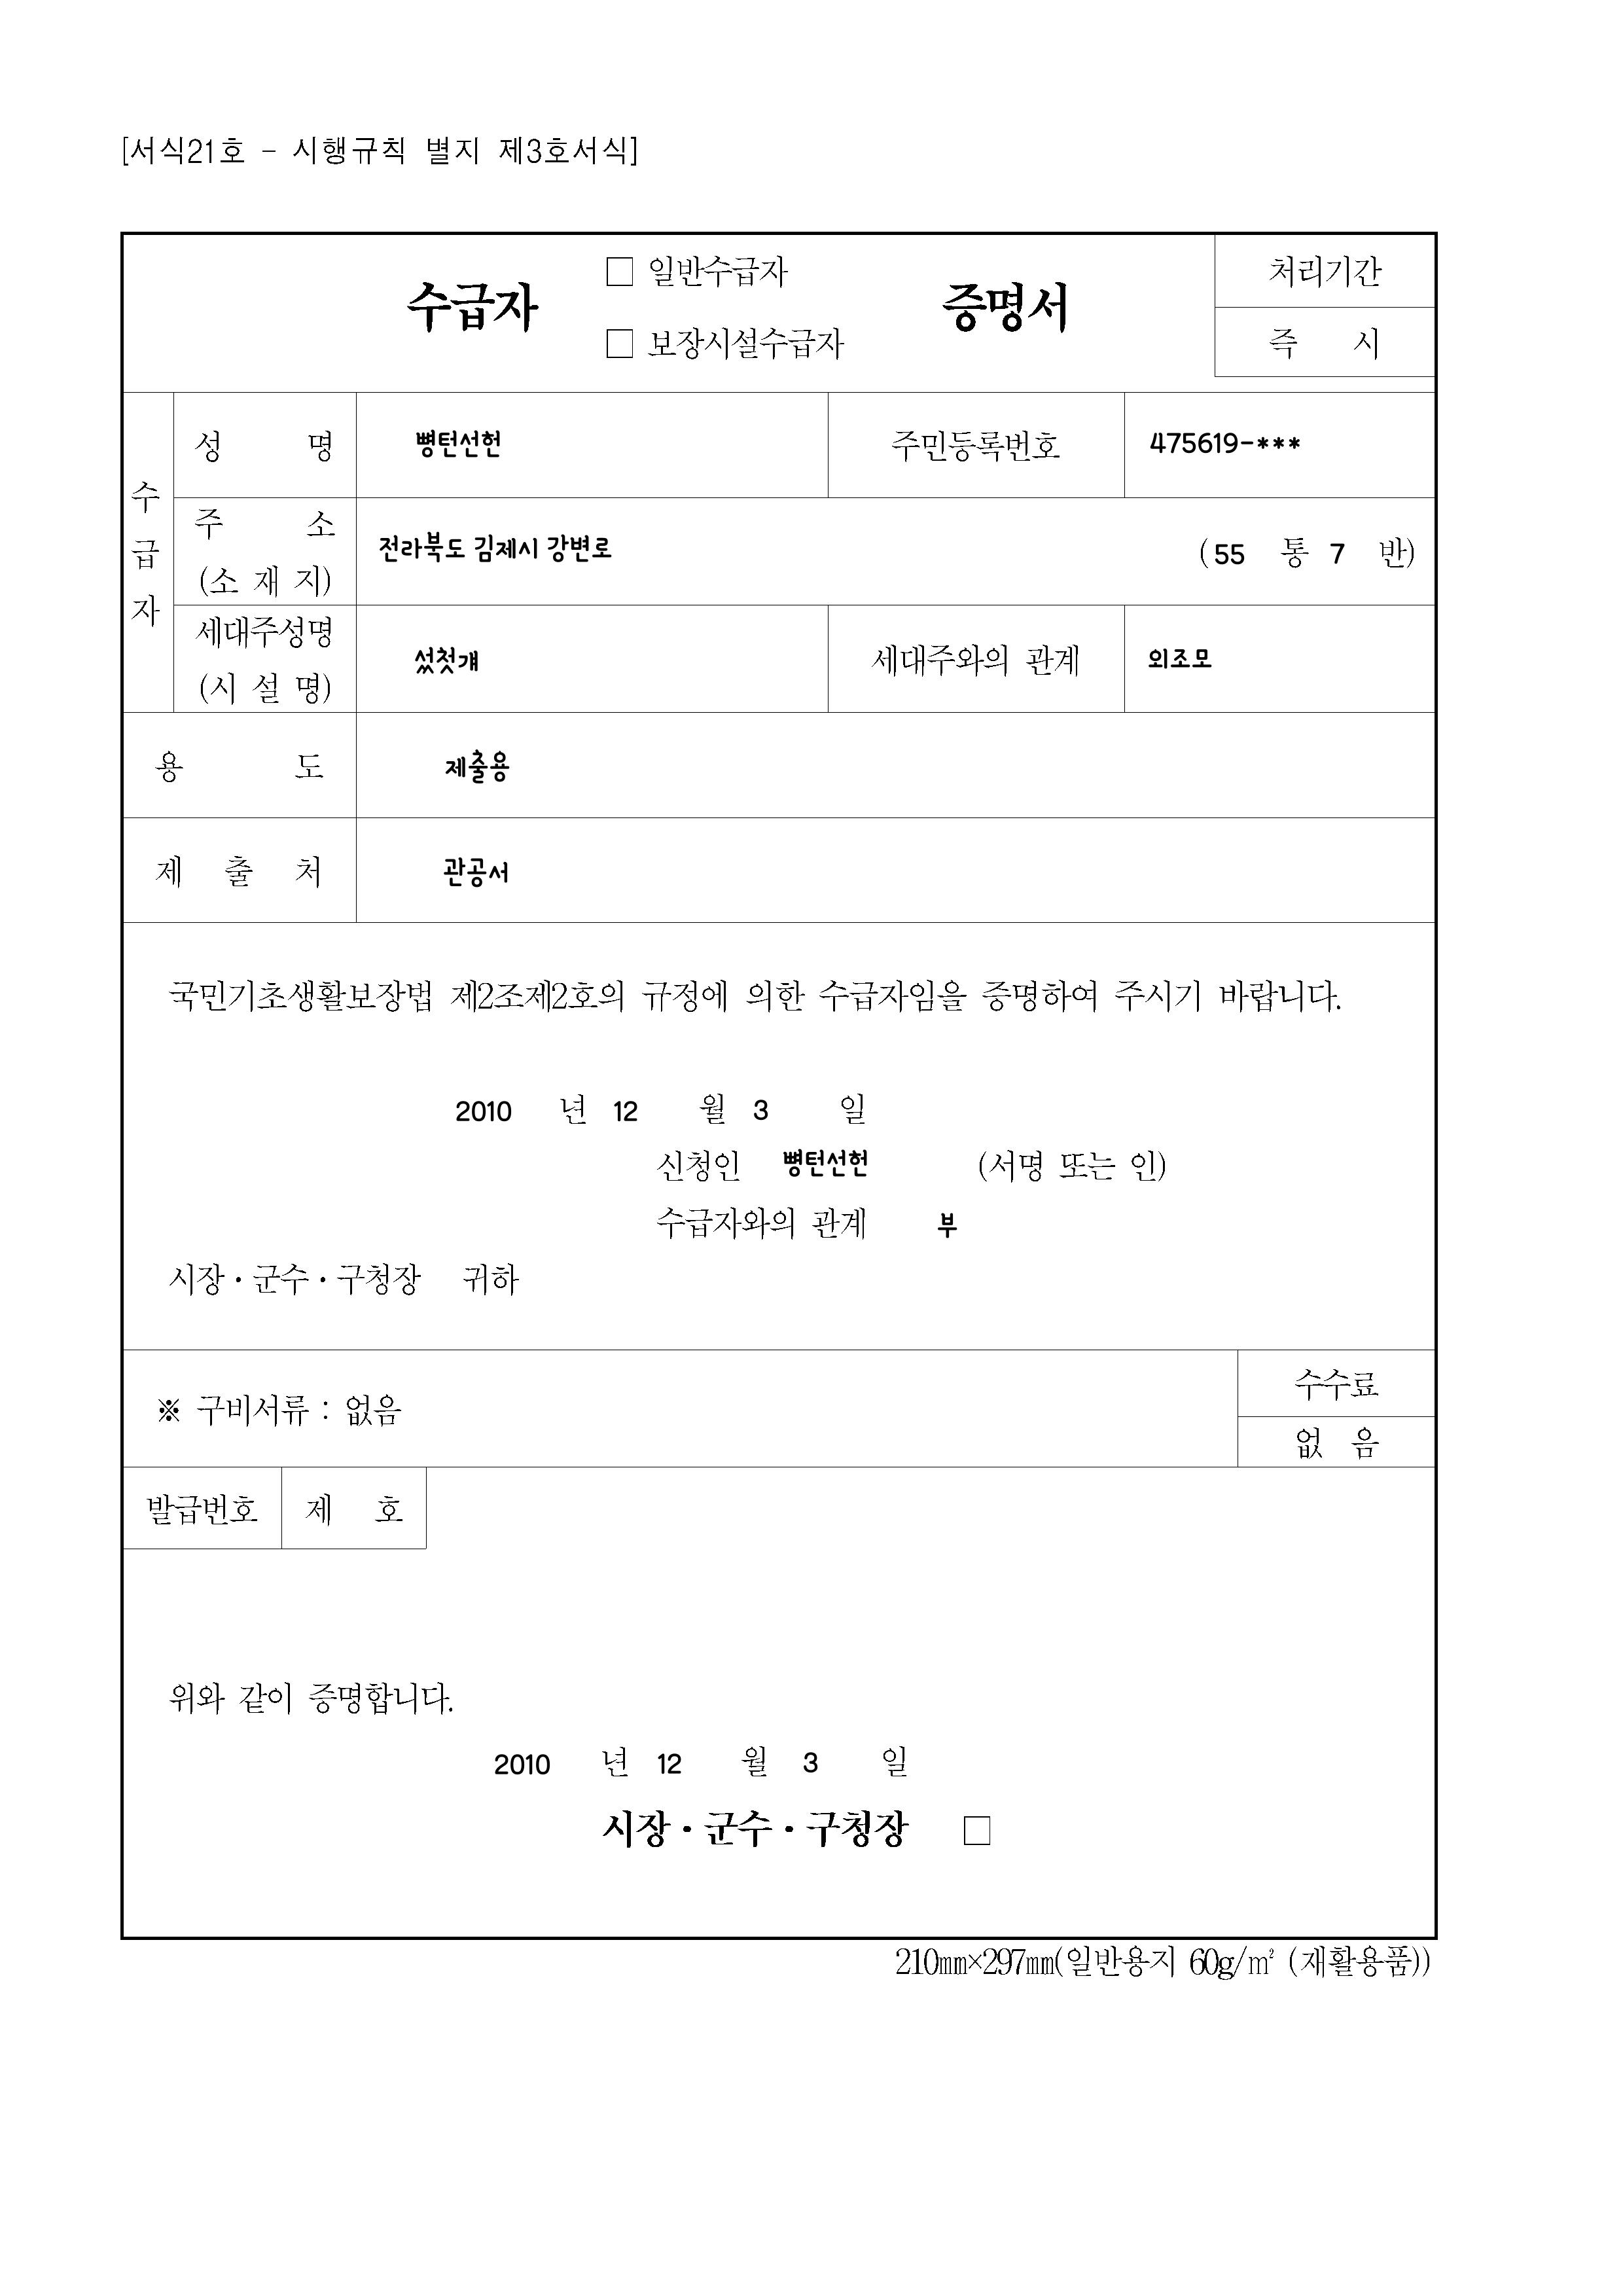 [서식21호 - 시행규칙 별지 제3호서식]
수급자 □ 일반수급자 □ 보장시설수급자 증명서
처리기간
즉 시
수급자
성 명 병턴선헌 주민등록번호 475619-***
주 소 (소 재 지) 전라북도 김제시 강변로 (55 통 7 반)
세대주성명 (시 설 명) 섰첫걔 세대주와의 관계 외조모
용 도 제출용
제 출 처 관공서
국민기초생활보장법 제2조제2호의 규정에 의한 수급자임을 증명하여 주시기 바랍니다.
2010 년 12 월 3 일
신청인 병턴선헌 (서명 또는 인)
수급자와의 관계 부
시장·군수·구청장 귀하
※ 구비서류 : 없음
수수료
없 음
발급번호 제 호
위와 같이 증명합니다.
2010 년 12 월 3 일
시장·군수·구청장 □
210㎜×297㎜(일반용지 60g/㎡ (재활용품))